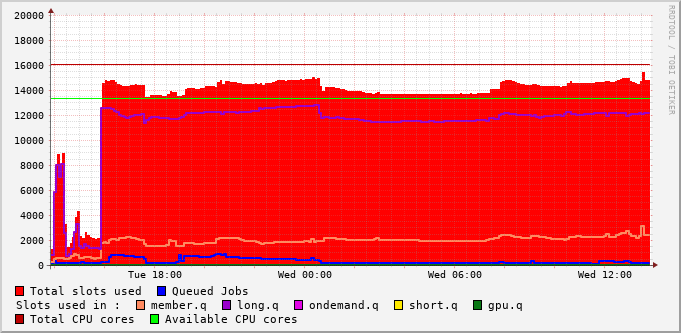 RRDTOOL / TOBI OETIKER
20000
18000
16000
14000
12000
10000
8000
6000
4000
2000
0
Tue 18:00 Wed 00:00 Wed 06:00 Wed 12:00
Total slots used Queued Jobs
Slots used in : member.q long.q ondemand.q short.q gpu.q
Total CPU cores Available CPU cores